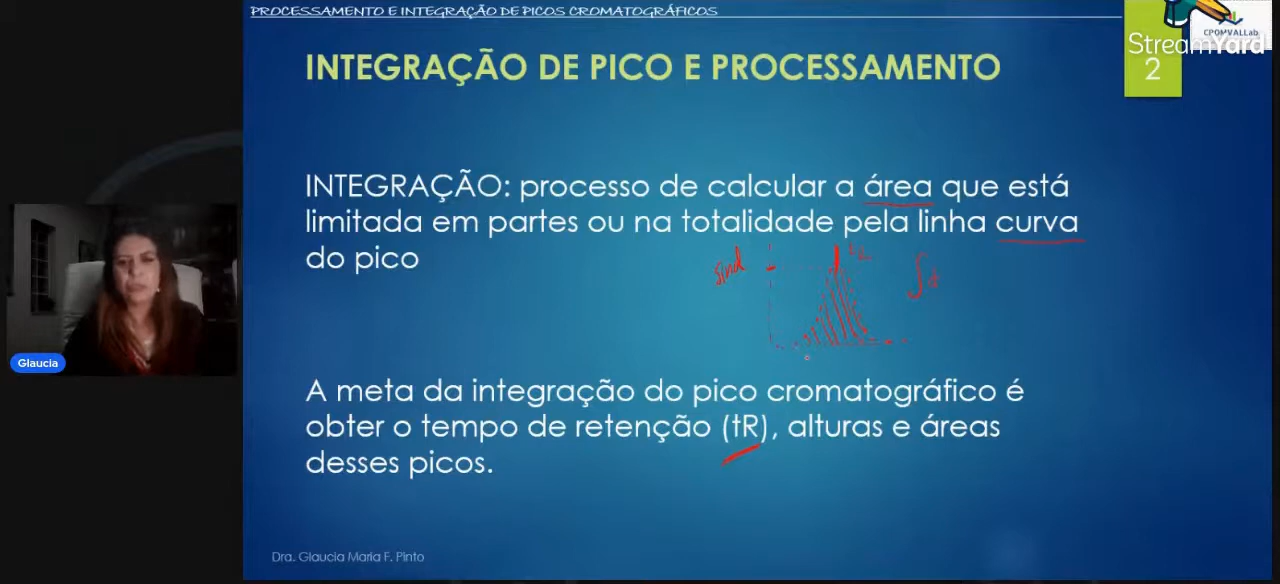 PROCESSAMENTO E INTEGRAÇÃO DE PICOS CROMATOGRÁFICOS
CPQMVALLab
StreamYard
2
INTEGRAÇÃO DE PICO E PROCESSAMENTO
INTEGRAÇÃO: processo de calcular a área que está
limitada em partes ou na totalidade pela linha curva
do pico
A meta da integração do pico cromatográfico é
obter o tempo de retenção (tR), alturas e áreas
desses picos.
Glaucia
Dra. Glaucia Maria F. Pinto